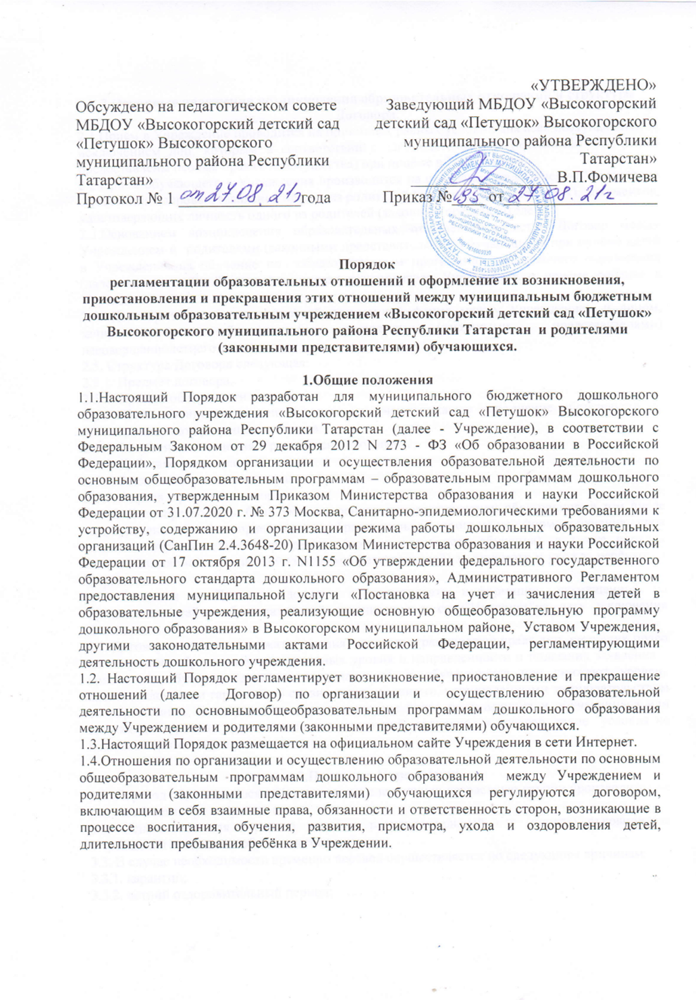 «УТВЕРЖДЕНО»
Обсуждено на педагогическом совете
МБДОУ «Высокогорский детский сад
«Петушок» Высокогорского
муниципального района Республики
Татарстан»
Протокол № 1 от 27.08.21г года
Заведующий МБДОУ «Высокогорский
детский сад «Петушок» Высокогорского
муниципального района Республики
Татарстан»
В.П.Фомичева
Приказ № 95 от 27.08.21г
Порядок
регламентации образовательных отношений и оформление их возникновения,
приостановления и прекращения этих отношений между муниципальным бюджетным
дошкольным образовательным учреждением «Высокогорский детский сад «Петушок»
Высокогорского муниципального района Республики Татарстан и родителями
(законными представителями) обучающихся.
1.Общие положения
1.1.Настоящий Порядок разработан для муниципального бюджетного дошкольного
образовательного учреждения «Высокогорский детский сад «Петушок» Высокогорского
муниципального района Республики Татарстан (далее - Учреждение), в соответствии с
Федеральным Законом от 29 декабря 2012 N 273 - ФЗ «Об образовании в Российской
Федерации», Порядком организации и осуществления образовательной деятельности по
основным общеобразовательным программам – образовательным программам дошкольного
образования, утвержденным Приказом Министерства образования и науки Российской
Федерации от 31.07.2020 г. № 373 Москва, Санитарно-эпидемиологическими требованиями к
устройству, содержанию и организации режима работы дошкольных образовательных
организаций (СанПин 2.4.3648-20) Приказом Министерства образования и науки Российской
Федерации от 17 октября 2013 г. N1155 «Об утверждении федерального государственного
образовательного стандарта дошкольного образования», Административного Регламентом
предоставления муниципальной услуги «Постановка на учет и зачисления детей в
образовательные учреждения, реализующие основную общеобразовательную программу
дошкольного образования» в Высокогорском муниципальном районе, Уставом Учреждения,
другими законодательными актами Российской Федерации, регламентирующими
деятельность дошкольного учреждения.
1.2. Настоящий Порядок регламентирует возникновение, приостановление и прекращение
отношений (далее Договор) по организации и осуществлению образовательной
деятельности по основнымобщеобразовательным программам дошкольного образования
между Учреждением и родителями (законными представителями) обучающихся.
1.3.Настоящий Порядок размещается на официальном сайте Учреждения в сети Интернет.
1.4.Отношения по организации и осуществлению образовательной деятельности по основным
общеобразовательным программам дошкольного образования между Учреждением и
родителями (законными представителями) обучающихся регулируются договором,
включающим в себя взаимные права, обязанности и ответственность сторон, возникающие в
процессе воспитания, обучения, развития, присмотра, ухода и оздоровления детей,
длительности пребывания ребёнка в Учреждении.